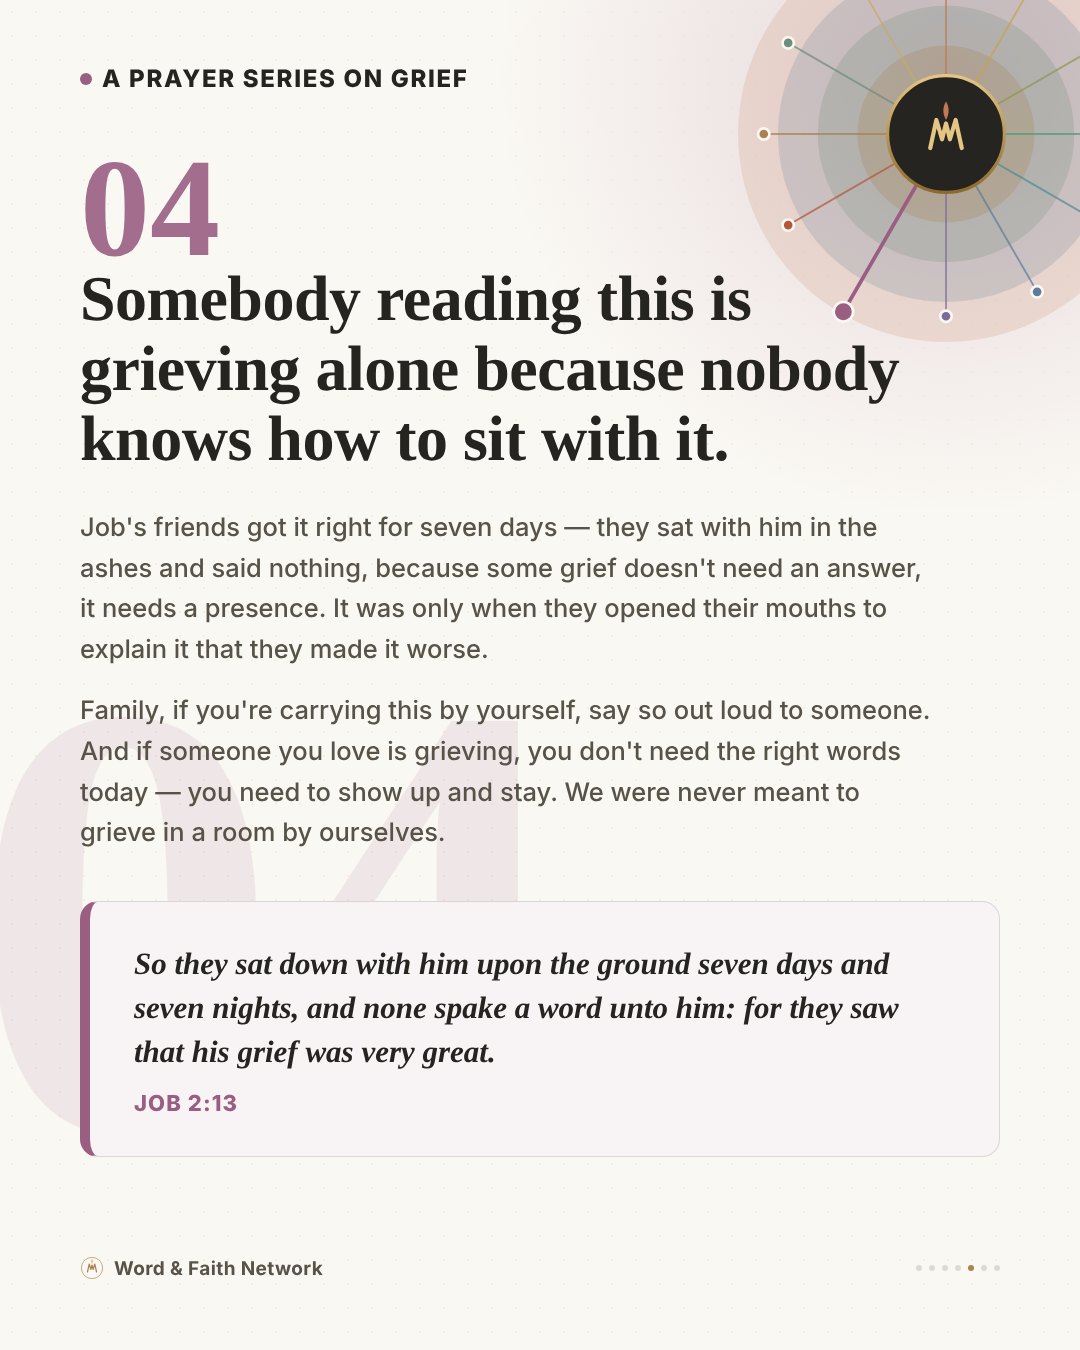 A PRAYER SERIES ON GRIEF
04
Somebody reading this is
grieving alone because nobody
knows how to sit with it.
Job's friends got it right for seven days — they sat with him in the
ashes and said nothing, because some grief doesn't need an answer,
it needs a presence. It was only when they opened their mouths to
explain it that they made it worse.
Family, if you're carrying this by yourself, say so out loud to someone.
And if someone you love is grieving, you don't need the right words
today — you need to show up and stay. We were never meant to
grieve in a room by ourselves.
04
So they sat down with him upon the ground seven days and
seven nights, and none spake a word unto him: for they saw
that his grief was very great.
JOB 2:13
Word & Faith Network